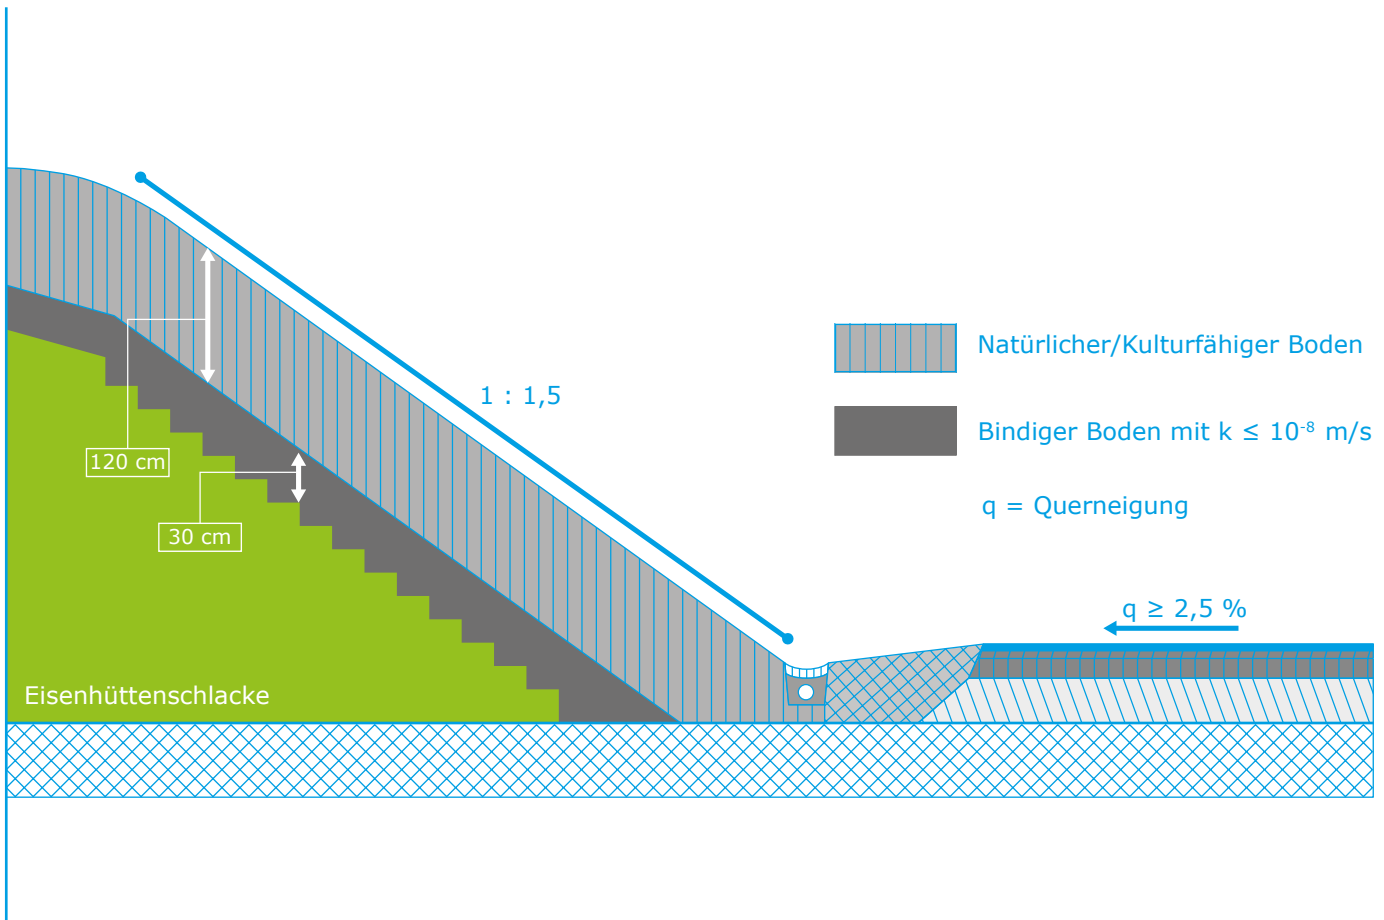 1 : 1,5
Natürlicher/Kulturfähiger Boden
Bindiger Boden mit k ≤ 10⁻⁸ m/s
120 cm
q = Querneigung
30 cm
q ≥ 2,5 %
Eisenhüttenschlacke